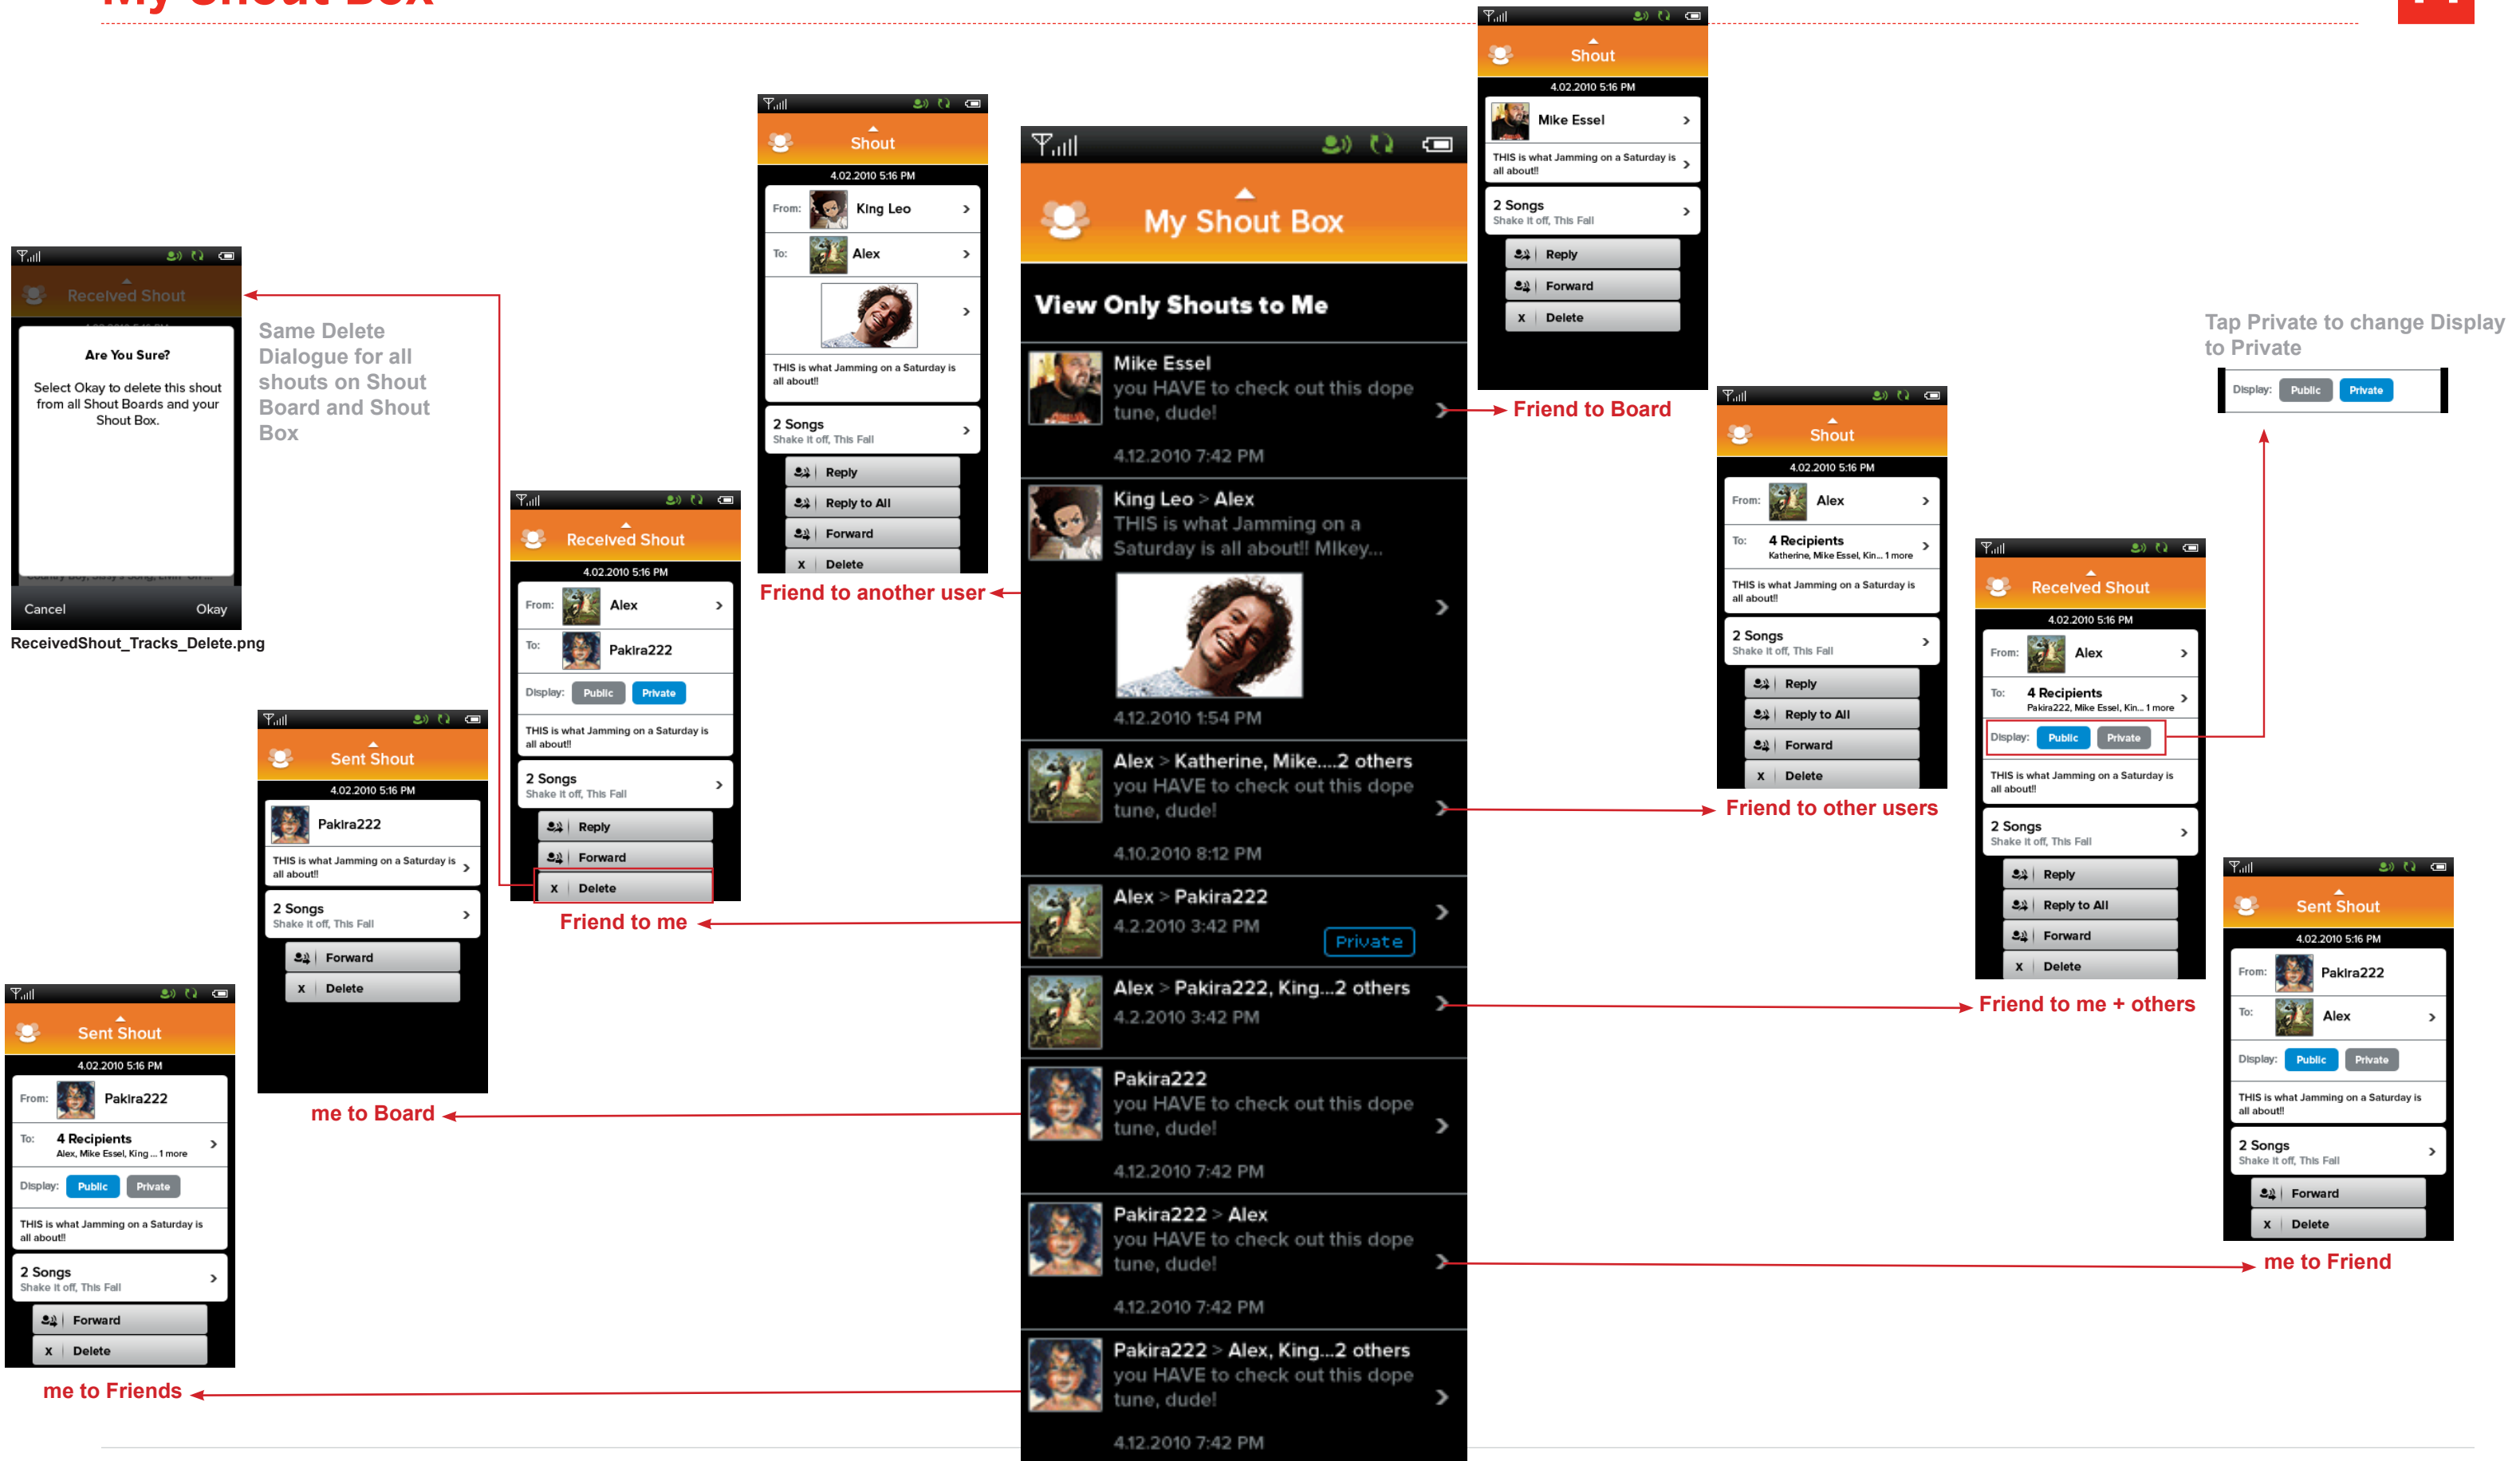 My Shout Box
Shout
4.02.2010 5:16 PM
Mike Essel
THIS is what Jamming on a Saturday is
all about!!
2 Songs
Shake it off, This Fall
Reply
Forward
x Delete
Friend to Board
Shout
4.02.2010 5:16 PM
From: King Leo
To: Alex
THIS is what Jamming on a Saturday is
all about!!
2 Songs
Shake it off, This Fall
Reply
Reply to All
Forward
x Delete
Friend to another user
My Shout Box
View Only Shouts to Me
Mike Essel
you HAVE to check out this dope
tune, dude!
4.12.2010 7:42 PM
King Leo > Alex
THIS is what Jamming on a
Saturday is all about!! MIkey...
4.12.2010 1:54 PM
Alex > Katherine, Mike....2 others
you HAVE to check out this dope
tune, dude!
4.10.2010 8:12 PM
Alex > Pakira222
4.2.2010 3:42 PM
Private
Alex > Pakira222, King...2 others
4.2.2010 3:42 PM
Pakira222
you HAVE to check out this dope
tune, dude!
4.12.2010 7:42 PM
Pakira222 > Alex
you HAVE to check out this dope
tune, dude!
4.12.2010 7:42 PM
Pakira222 > Alex, King...2 others
you HAVE to check out this dope
tune, dude!
4.12.2010 7:42 PM
Received Shout
Are You Sure?
Select Okay to delete this shout
from all Shout Boards and your
Shout Box.
Cancel Okay
ReceivedShout_Tracks_Delete.png
Same Delete
Dialogue for all
shouts on Shout
Board and Shout
Box
Received Shout
4.02.2010 5:16 PM
From: Alex
To: Pakira222
Display: Public Private
THIS is what Jamming on a Saturday is
all about!!
2 Songs
Shake it off, This Fall
Reply
Forward
x Delete
Friend to me
Sent Shout
4.02.2010 5:16 PM
Pakira222
THIS is what Jamming on a Saturday is
all about!!
2 Songs
Shake it off, This Fall
Forward
x Delete
me to Board
Sent Shout
4.02.2010 5:16 PM
From: Pakira222
To: 4 Recipients
Alex, Mike Essel, King ... 1 more
Display: Public Private
THIS is what Jamming on a Saturday is
all about!!
2 Songs
Shake it off, This Fall
Forward
x Delete
me to Friends
Shout
4.02.2010 5:16 PM
From: Alex
To: 4 Recipients
Katherine, Mike Essel, Kin... 1 more
THIS is what Jamming on a Saturday is
all about!!
2 Songs
Shake it off, This Fall
Reply
Reply to All
Forward
x Delete
Friend to other users
Tap Private to change Display
to Private
Display: Public Private
Received Shout
4.02.2010 5:16 PM
From: Alex
To: 4 Recipients
Pakira222, Mike Essel, Kin... 1 more
Display: Public Private
THIS is what Jamming on a Saturday is
all about!!
2 Songs
Shake it off, This Fall
Reply
Reply to All
Forward
x Delete
Friend to me + others
Sent Shout
4.02.2010 5:16 PM
From: Pakira222
To: Alex
Display: Public Private
THIS is what Jamming on a Saturday is
all about!!
2 Songs
Shake it off, This Fall
Forward
x Delete
me to Friend